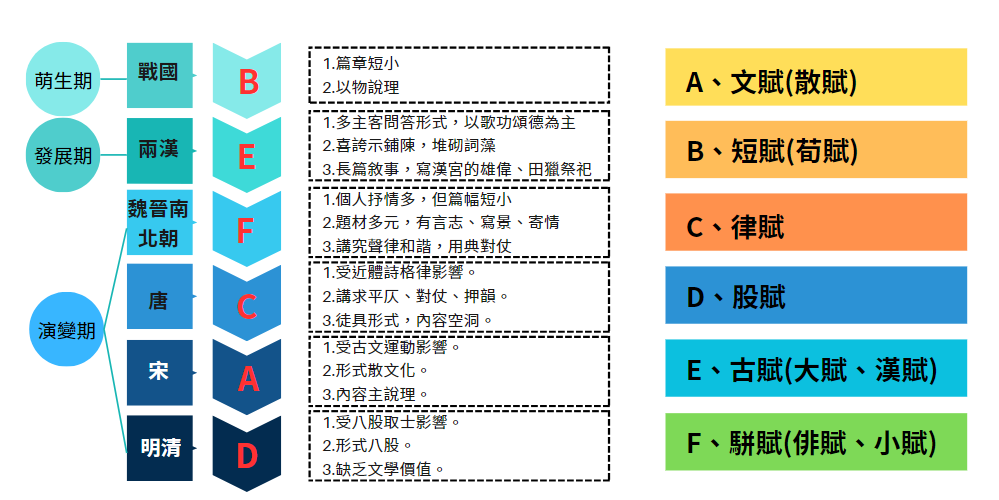 萌生期
戰國
B
1.篇章短小
2.以物說理
發展期
兩漢
E
1.多主客問答形式，以歌功頌德為主
2.喜誇示鋪陳，堆砌詞藻
3.長篇敘事，寫漢宮的雄偉、田獵祭祀
演變期
魏晉南
北朝
F
1.個人抒情多，但篇幅短小
2.題材多元，有言志、寫景、寄情
3.講究聲律和諧，用典對仗
唐
C
1.受近體詩格律影響。
2.講求平仄、對仗、押韻。
3.徒具形式，內容空洞。
宋
A
1.受古文運動影響。
2.形式散文化。
3.內容主說理。
明清
D
1.受八股取士影響。
2.形式八股。
3.缺乏文學價值。
A、文賦(散賦)
B、短賦(荀賦)
C、律賦
D、股賦
E、古賦(大賦、漢賦)
F、駢賦(俳賦、小賦)